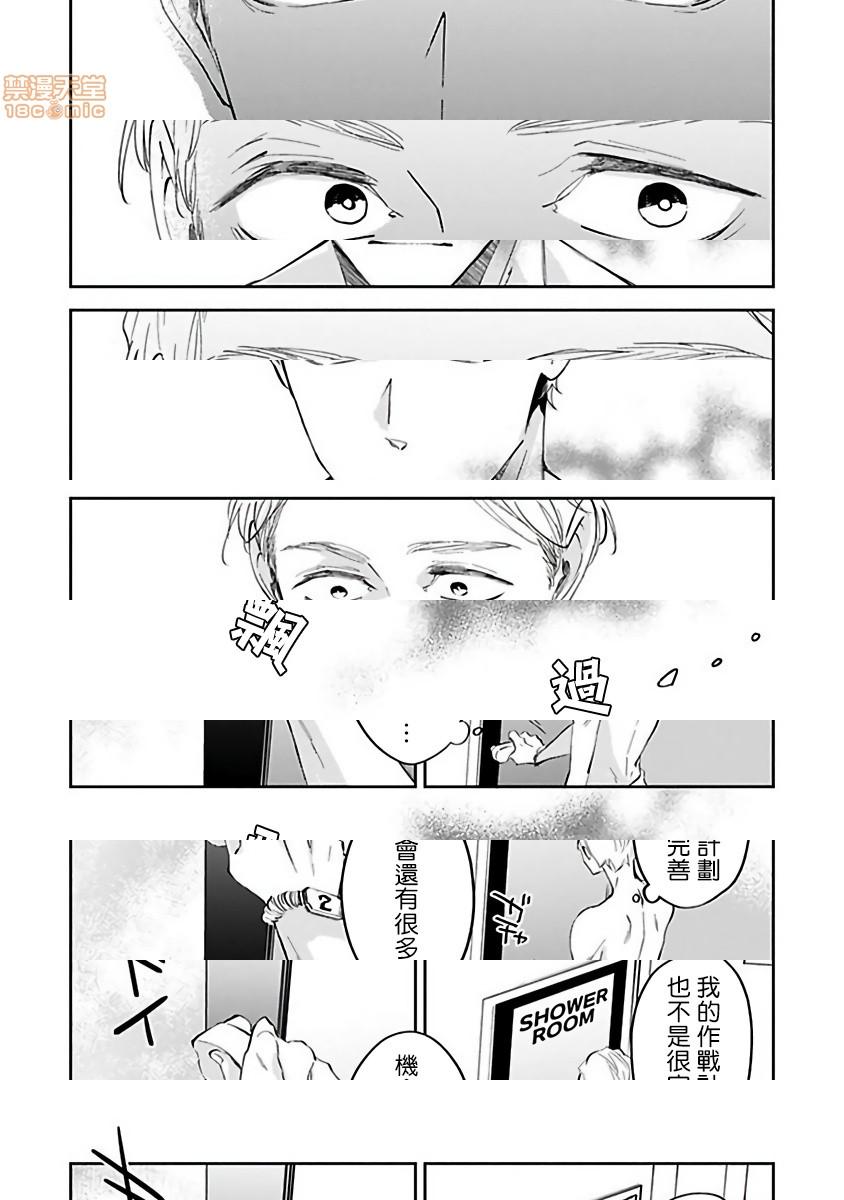 禁漫天堂
18comic
飄
過
…
計劃
完善
會還有很多
2
SHOWER
ROOM
我的作戰計
也不是很完
機